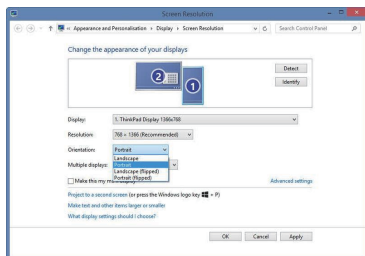 Screen Resolution
« Appearance and Personalisation › Display › Screen Resolution
Search Control Panel
Change the appearance of your displays
2
1
Detect
Identify
Display:
1. ThinkPad Display 1366x768
Resolution:
768 × 1366 (Recommended)
Orientation:
Portrait
Landscape
Portrait
Landscape (flipped)
Portrait (flipped)
Multiple displays:
Make this my
Advanced settings
Project to a second screen (or press the Windows logo key + P)
Make text and other items larger or smaller
What display settings should I choose?
OK
Cancel
Apply